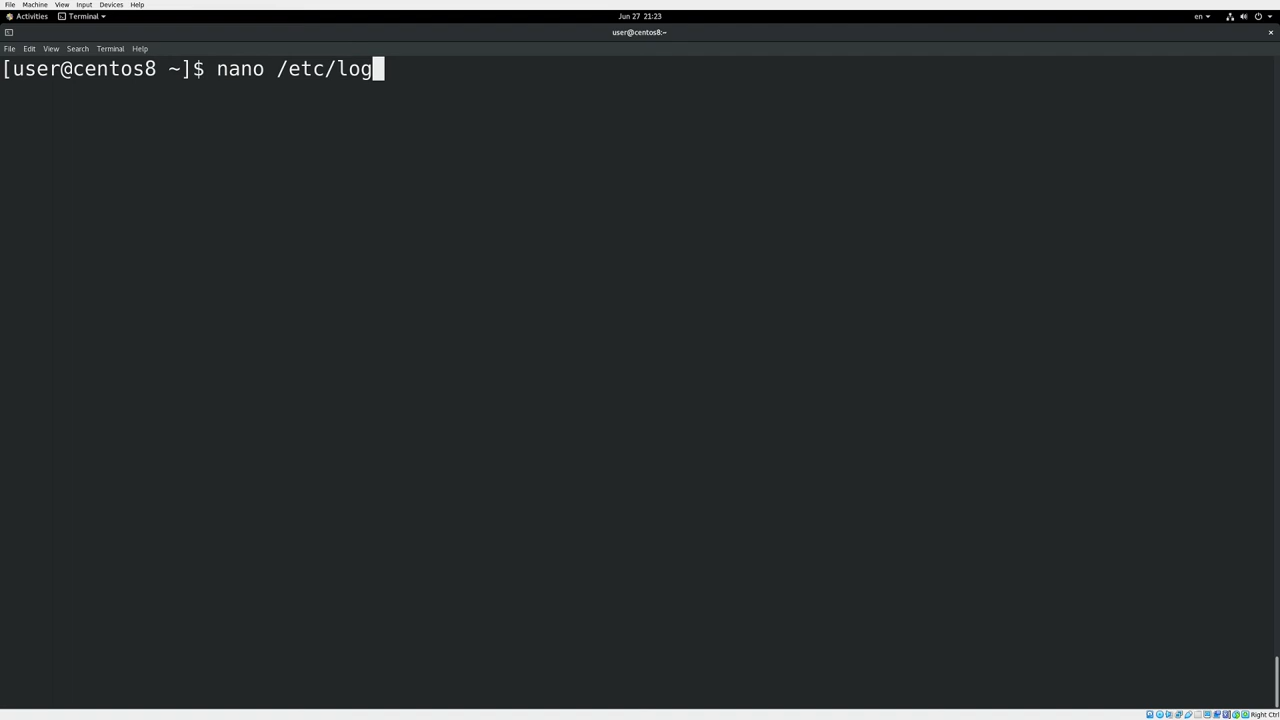 File Machine View Input Devices Help
Activities Terminal Jun 27 21:23 en
user@centos8:~ ×
File Edit View Search Terminal Help
[user@centos8 ~]$ nano /etc/log
Right Ctrl